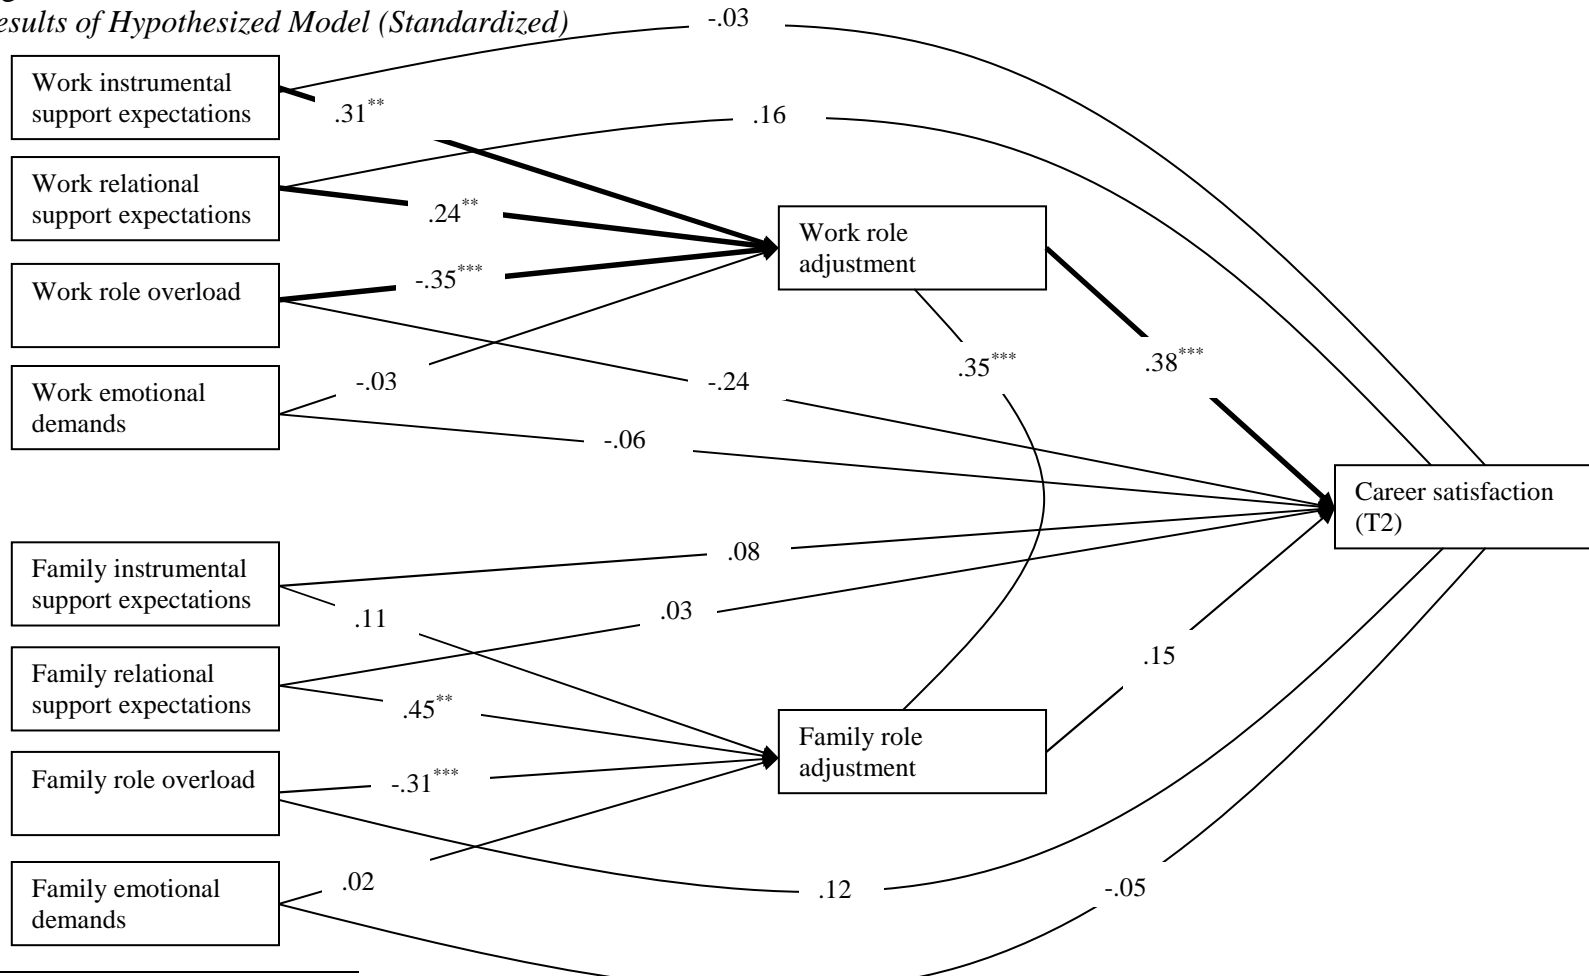 esults of Hypothesized Model (Standardized)
-.03
Work instrumental
support expectations
.31**
.16
Work relational
support expectations
.24**
Work role
adjustment
Work role overload
-.35***
.35***
.38***
Work emotional
demands
-.03
-.24
-.06
Career satisfaction
(T2)
Family instrumental
support expectations
.08
.11
.03
Family relational
support expectations
.45**
.15
Family role
adjustment
Family role overload
-.31***
Family emotional
demands
.02
.12
-.05